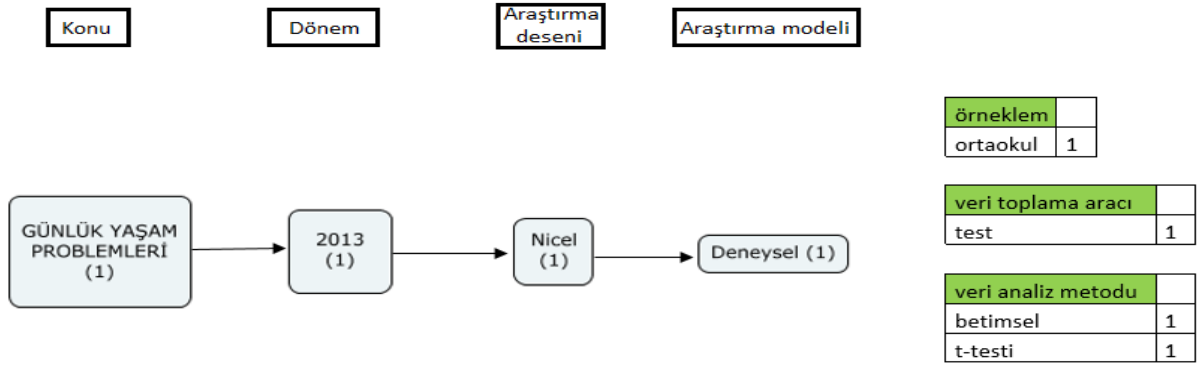 Konu
Dönem
Araştırma
deseni
Araştırma modeli
GÜNLÜK YAŞAM
PROBLEMLERİ
(1)
2013
(1)
Nicel
(1)
Deneysel (1)
örneklem
ortaokul 1
veri toplama aracı
test 1
veri analiz metodu
betimsel 1
t-testi 1